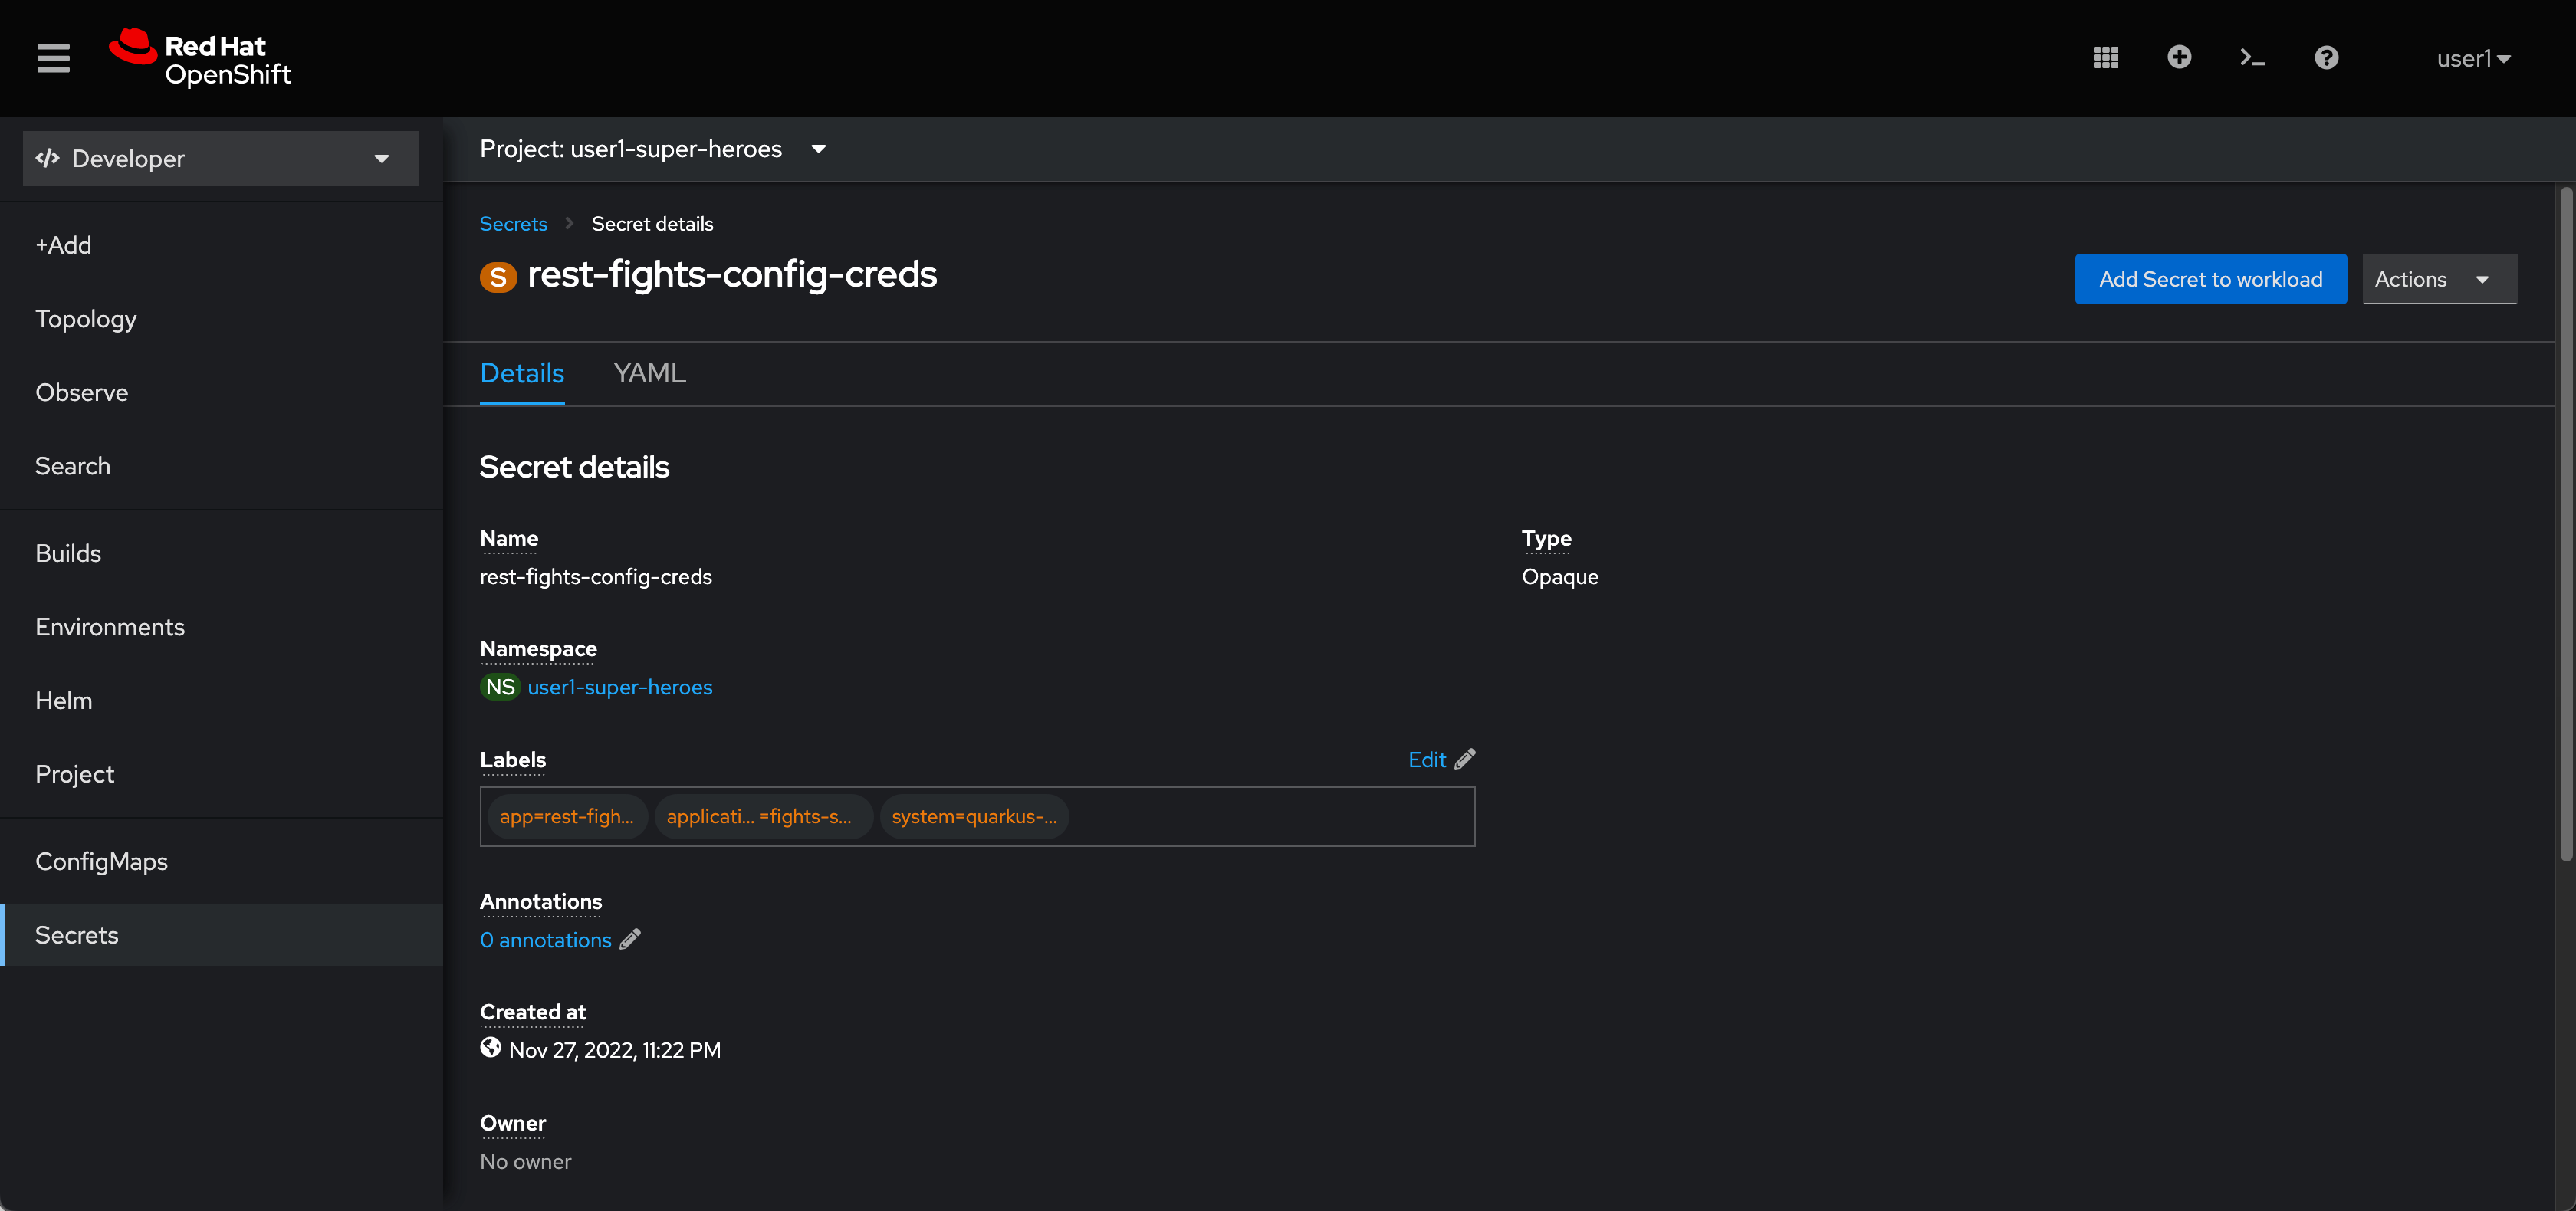 Red Hat
OpenShift
user1
Developer
+Add
Topology
Observe
Search
Builds
Environments
Helm
Project
ConfigMaps
Secrets
Project: user1-super-heroes
Secrets
Secret details
S
rest-fights-config-creds
Add Secret to workload
Actions
Details
YAML
Secret details
Name
rest-fights-config-creds
Type
Opaque
Namespace
NS user1-super-heroes
Labels
Edit
app=rest-figh...
applicati... =fights-s...
system=quarkus-...
Annotations
0 annotations
Created at
Nov 27, 2022, 11:22 PM
Owner
No owner